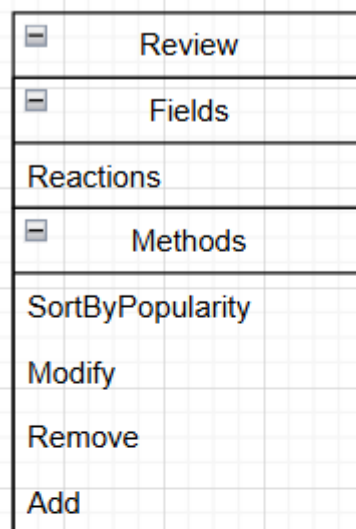 Review
Fields
Reactions
Methods
SortByPopularity
Modify
Remove
Add